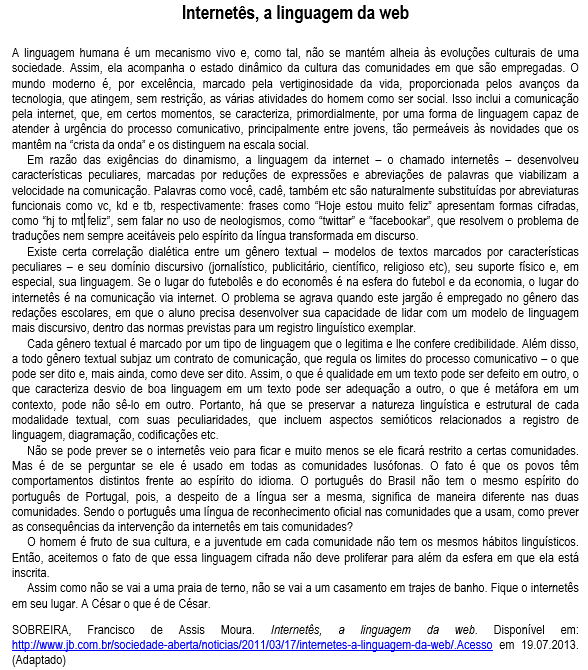 Internetês, a linguagem da web
A linguagem humana é um mecanismo vivo e, como tal, não se mantém alheia às evoluções culturais de uma
sociedade. Assim, ela acompanha o estado dinâmico da cultura das comunidades em que são empregadas. O
mundo moderno é, por excelência, marcado pela vertiginosidade da vida, proporcionada pelos avanços da
tecnologia, que atingem, sem restrição, as várias atividades do homem como ser social. Isso inclui a comunicação
pela internet, que, em certos momentos, se caracteriza, primordialmente, por uma forma de linguagem capaz de
atender à urgência do processo comunicativo, principalmente entre jovens, tão permeáveis às novidades que os
mantêm na “crista da onda” e os distinguem na escala social.
Em razão das exigências do dinamismo, a linguagem da internet – o chamado internetês – desenvolveu
características peculiares, marcadas por reduções de expressões e abreviações de palavras que viabilizam a
velocidade na comunicação. Palavras como você, cadê, também etc são naturalmente substituídas por abreviaturas
funcionais como vc, kd e tb, respectivamente: frases como “Hoje estou muito feliz” apresentam formas cifradas,
como “hj to mt feliz”, sem falar no uso de neologismos, como “twittar” e “facebookar”, que resolvem o problema de
traduções nem sempre aceitáveis pelo espírito da língua transformada em discurso.
Existe certa correlação dialética entre um gênero textual – modelos de textos marcados por características
peculiares – e seu domínio discursivo (jornalístico, publicitário, científico, religioso etc), seu suporte físico e, em
especial, sua linguagem. Se o lugar do futebolês e do economês é na esfera do futebol e da economia, o lugar do
internetês é na comunicação via internet. O problema se agrava quando este jargão é empregado no gênero das
redações escolares, em que o aluno precisa desenvolver sua capacidade de lidar com um modelo de linguagem
mais discursivo, dentro das normas previstas para um registro linguístico exemplar.
Cada gênero textual é marcado por um tipo de linguagem que o legitima e lhe confere credibilidade. Além disso,
a todo gênero textual subjaz um contrato de comunicação, que regula os limites do processo comunicativo – o que
pode ser dito e, mais ainda, como deve ser dito. Assim, o que é qualidade em um texto pode ser defeito em outro, o
que caracteriza desvio de boa linguagem em um texto pode ser adequação a outro, o que é metáfora em um
contexto, pode não sê-lo em outro. Portanto, há que se preservar a natureza linguística e estrutural de cada
modalidade textual, com suas peculiaridades, que incluem aspectos semióticos relacionados a registro de
linguagem, diagramação, codificações etc.
Não se pode prever se o internetês veio para ficar e muito menos se ele ficará restrito a certas comunidades.
Mas é de se perguntar se ele é usado em todas as comunidades lusófonas. O fato é que os povos têm
comportamentos distintos frente ao espírito do idioma. O português do Brasil não tem o mesmo espírito do
português de Portugal, pois, a despeito de a língua ser a mesma, significa de maneira diferente nas duas
comunidades. Sendo o português uma língua de reconhecimento oficial nas comunidades que a usam, como prever
as consequências da intervenção da internetês em tais comunidades?
O homem é fruto de sua cultura, e a juventude em cada comunidade não tem os mesmos hábitos linguísticos.
Então, aceitemos o fato de que essa linguagem cifrada não deve proliferar para além da esfera em que ela está
inscrita.
Assim como não se vai a uma praia de terno, não se vai a um casamento em trajes de banho. Fique o internetês
em seu lugar. A César o que é de César.
SOBREIRA, Francisco de Assis Moura. Internetês, a linguagem da web. Disponível em:
http://www.jb.com.br/sociedade-aberta/noticias/2011/03/17/internetes-a-linguagem-da-web/.Acesso em 19.07.2013.
(Adaptado)